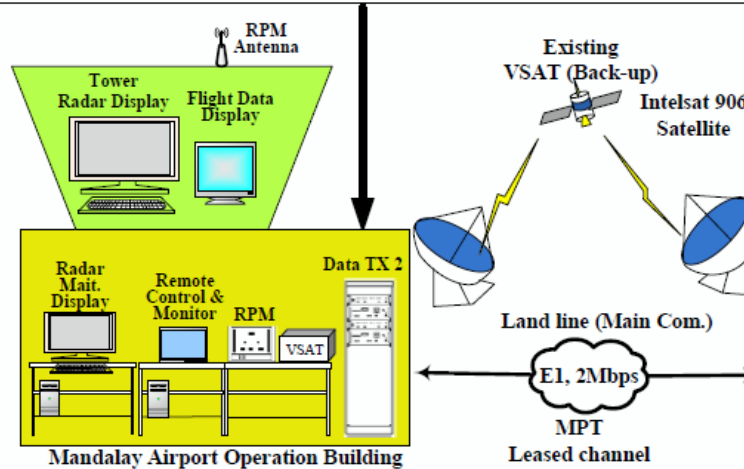 RPM
Antenna
Tower
Radar Display
Flight Data
Display
Existing
VSAT (Back-up)
Intelsat 906
Satellite
Radar
Mait.
Display
Remote
Control &
Monitor
RPM
VSAT
Data TX 2
Land line (Main Com.)
E1, 2Mbps
MPT
Leased channel
Mandalay Airport Operation Building